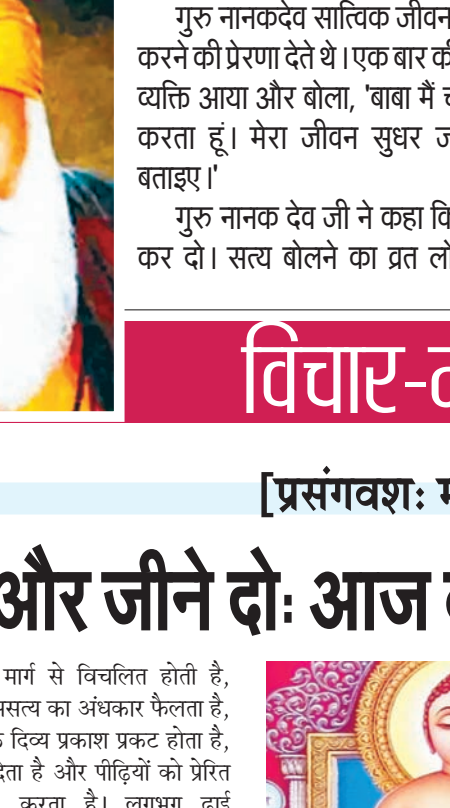 गुरु नानकदेव सात्विक जीवन
करने की प्रेरणा देते थे। एक बार की
व्यक्ति आया और बोला, 'बाबा मैं
करता हूं। मेरा जीवन सुधर
बताइए।'
गुरु नानक देव जी ने कहा कि
कर दो। सत्य बोलने का व्रत लो
विचार-
[प्रसंगवशः
और जीने दोः आज
मार्ग से विचलित होती है,
का अंधकार फैलता है,
दिव्य प्रकाश प्रकट होता है,
है और पीढ़ियों को प्रेरित
करता है। लगभग ढाई